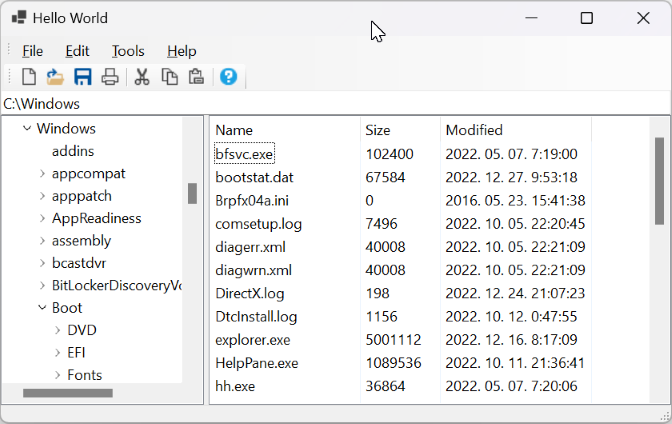 Hello World
File Edit Tools Help
C:\Windows
Windows
addins
appcompat
apppatch
AppReadiness
assembly
bcastdvr
BitLockerDiscoveryVo
Boot
DVD
EFI
Fonts
Name Size Modified
bfsvc.exe 102400 2022. 05. 07. 7:19:00
bootstat.dat 67584 2022. 12. 27. 9:53:18
Brpfx04a.ini 0 2016. 05. 23. 15:41:38
comsetup.log 7496 2022. 10. 05. 22:20:45
diagerr.xml 40008 2022. 10. 05. 22:21:09
diagwrn.xml 40008 2022. 10. 05. 22:21:09
DirectX.log 198 2022. 12. 24. 21:07:23
DtcInstall.log 1156 2022. 10. 12. 0:47:55
explorer.exe 5001112 2022. 12. 16. 8:17:09
HelpPane.exe 1089536 2022. 10. 11. 21:36:41
hh.exe 36864 2022. 05. 07. 7:20:06